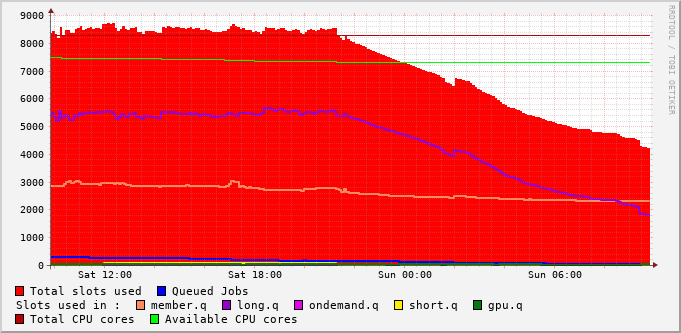 9000
8000
7000
6000
5000
4000
3000
2000
1000
0
Sat 12:00 Sat 18:00 Sun 00:00 Sun 06:00
Total slots used Queued Jobs
Slots used in : member.q long.q ondemand.q short.q gpu.q
Total CPU cores Available CPU cores
RRDTOOL / TOBI OETIKER